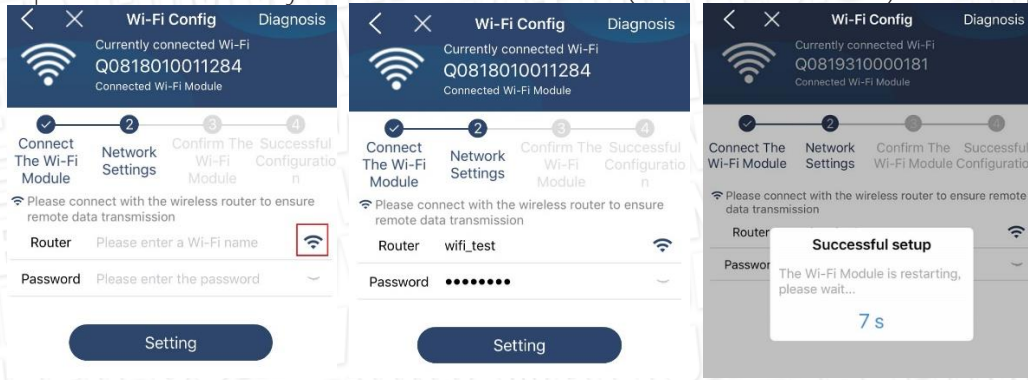 Wi-Fi Config Diagnosis
Currently connected Wi-Fi
Q0818010011284
Connected Wi-Fi Module
2 3 4
Connect The Wi-Fi Module
Network Settings
Confirm The Wi-Fi Module
Successful Configuratio n
Please connect with the wireless router to ensure
remote data transmission
Router Please enter a Wi-Fi name
Password Please enter the password
Setting
Wi-Fi Config Diagnosis
Currently connected Wi-Fi
Q0818010011284
Connected Wi-Fi Module
2 3 4
Connect The Wi-Fi Module
Network Settings
Confirm The Wi-Fi Module
Successful Configuratio n
Please connect with the wireless router to ensure
remote data transmission
Router wifi_test
Password ••••••••
Setting
Wi-Fi Config Diagnosis
Currently connected Wi-Fi
Q0819310000181
Connected Wi-Fi Module
2 3 4
Connect The Wi-Fi Module
Network Settings
Confirm The Wi-Fi Module
Successful Configuratio
Please connect with the wireless router to ensure remote
data transmission
Router
Passwor
Successful setup
The Wi-Fi Module is restarting,
please wait...
7 s